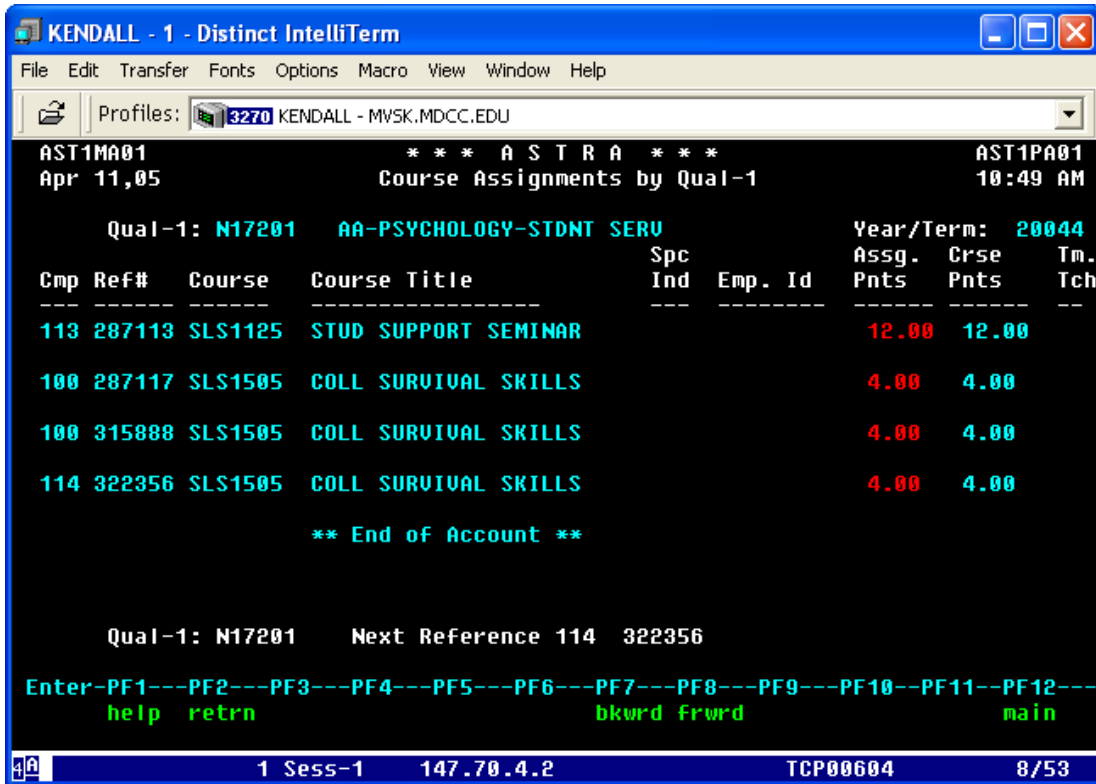 KENDALL - 1 - Distinct IntelliTerm
File Edit Transfer Fonts Options Macro View Window Help
Profiles: 3270 KENDALL - MVSK.MDCC.EDU
AST1MA01 * * * A S T R A * * * AST1PA01
Apr 11,05 Course Assignments by Qual-1 10:49 AM
Qual-1: N17201 AA-PSYCHOLOGY-STDNT SERV Year/Term: 20044
Spc Assg. Crse Tm.
Cmp Ref# Course Course Title Ind Emp. Id Pnts Pnts Tch
--- ------ ------ ----------------- --- -------- ------ ------ --
113 287113 SLS1125 STUD SUPPORT SEMINAR 12.00 12.00
100 287117 SLS1505 COLL SURVIVAL SKILLS 4.00 4.00
100 315888 SLS1505 COLL SURVIVAL SKILLS 4.00 4.00
114 322356 SLS1505 COLL SURVIVAL SKILLS 4.00 4.00
** End of Account **
Qual-1: N17201 Next Reference 114 322356
Enter-PF1---PF2---PF3---PF4---PF5---PF6---PF7---PF8---PF9---PF10--PF11--PF12---
help retrn bkwrd frwrd main
4A 1 Sess-1 147.70.4.2 TCP00604 8/53